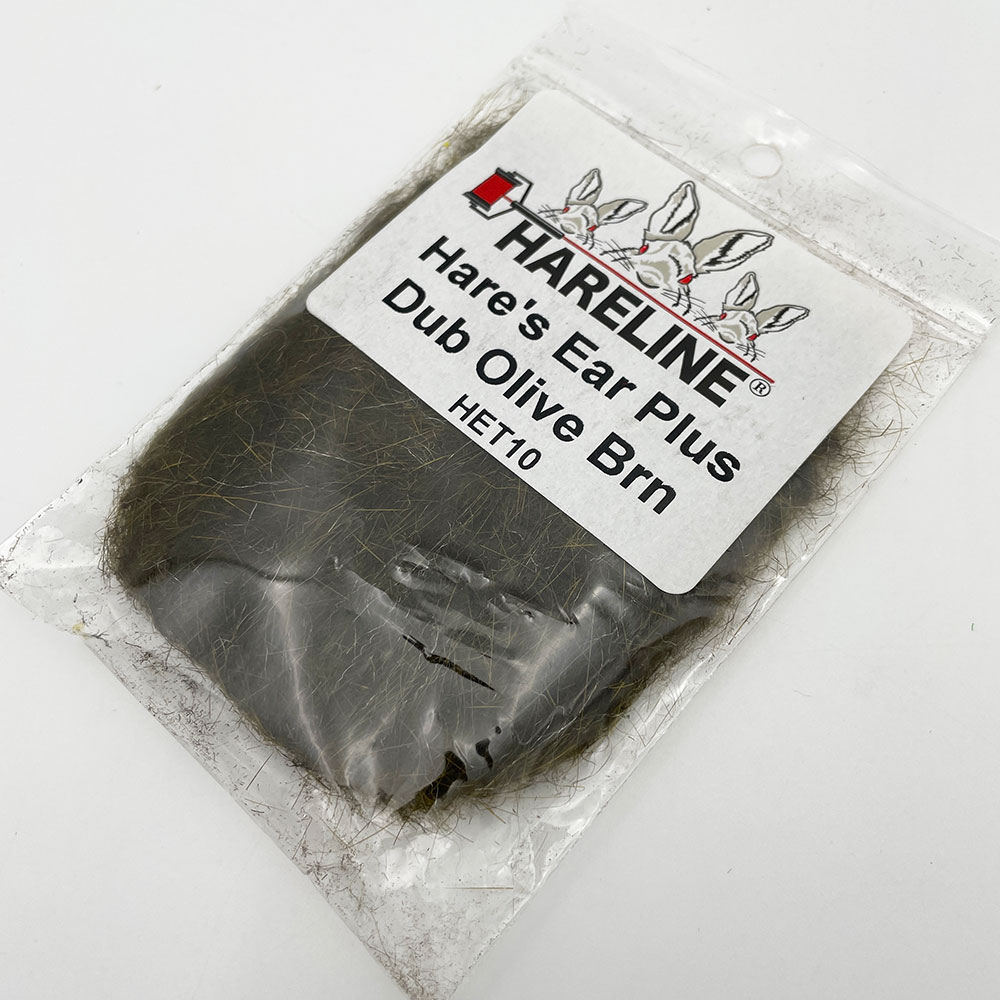 HARELINE®
Hare's Ear Plus
Dub Olive Brn
HET10